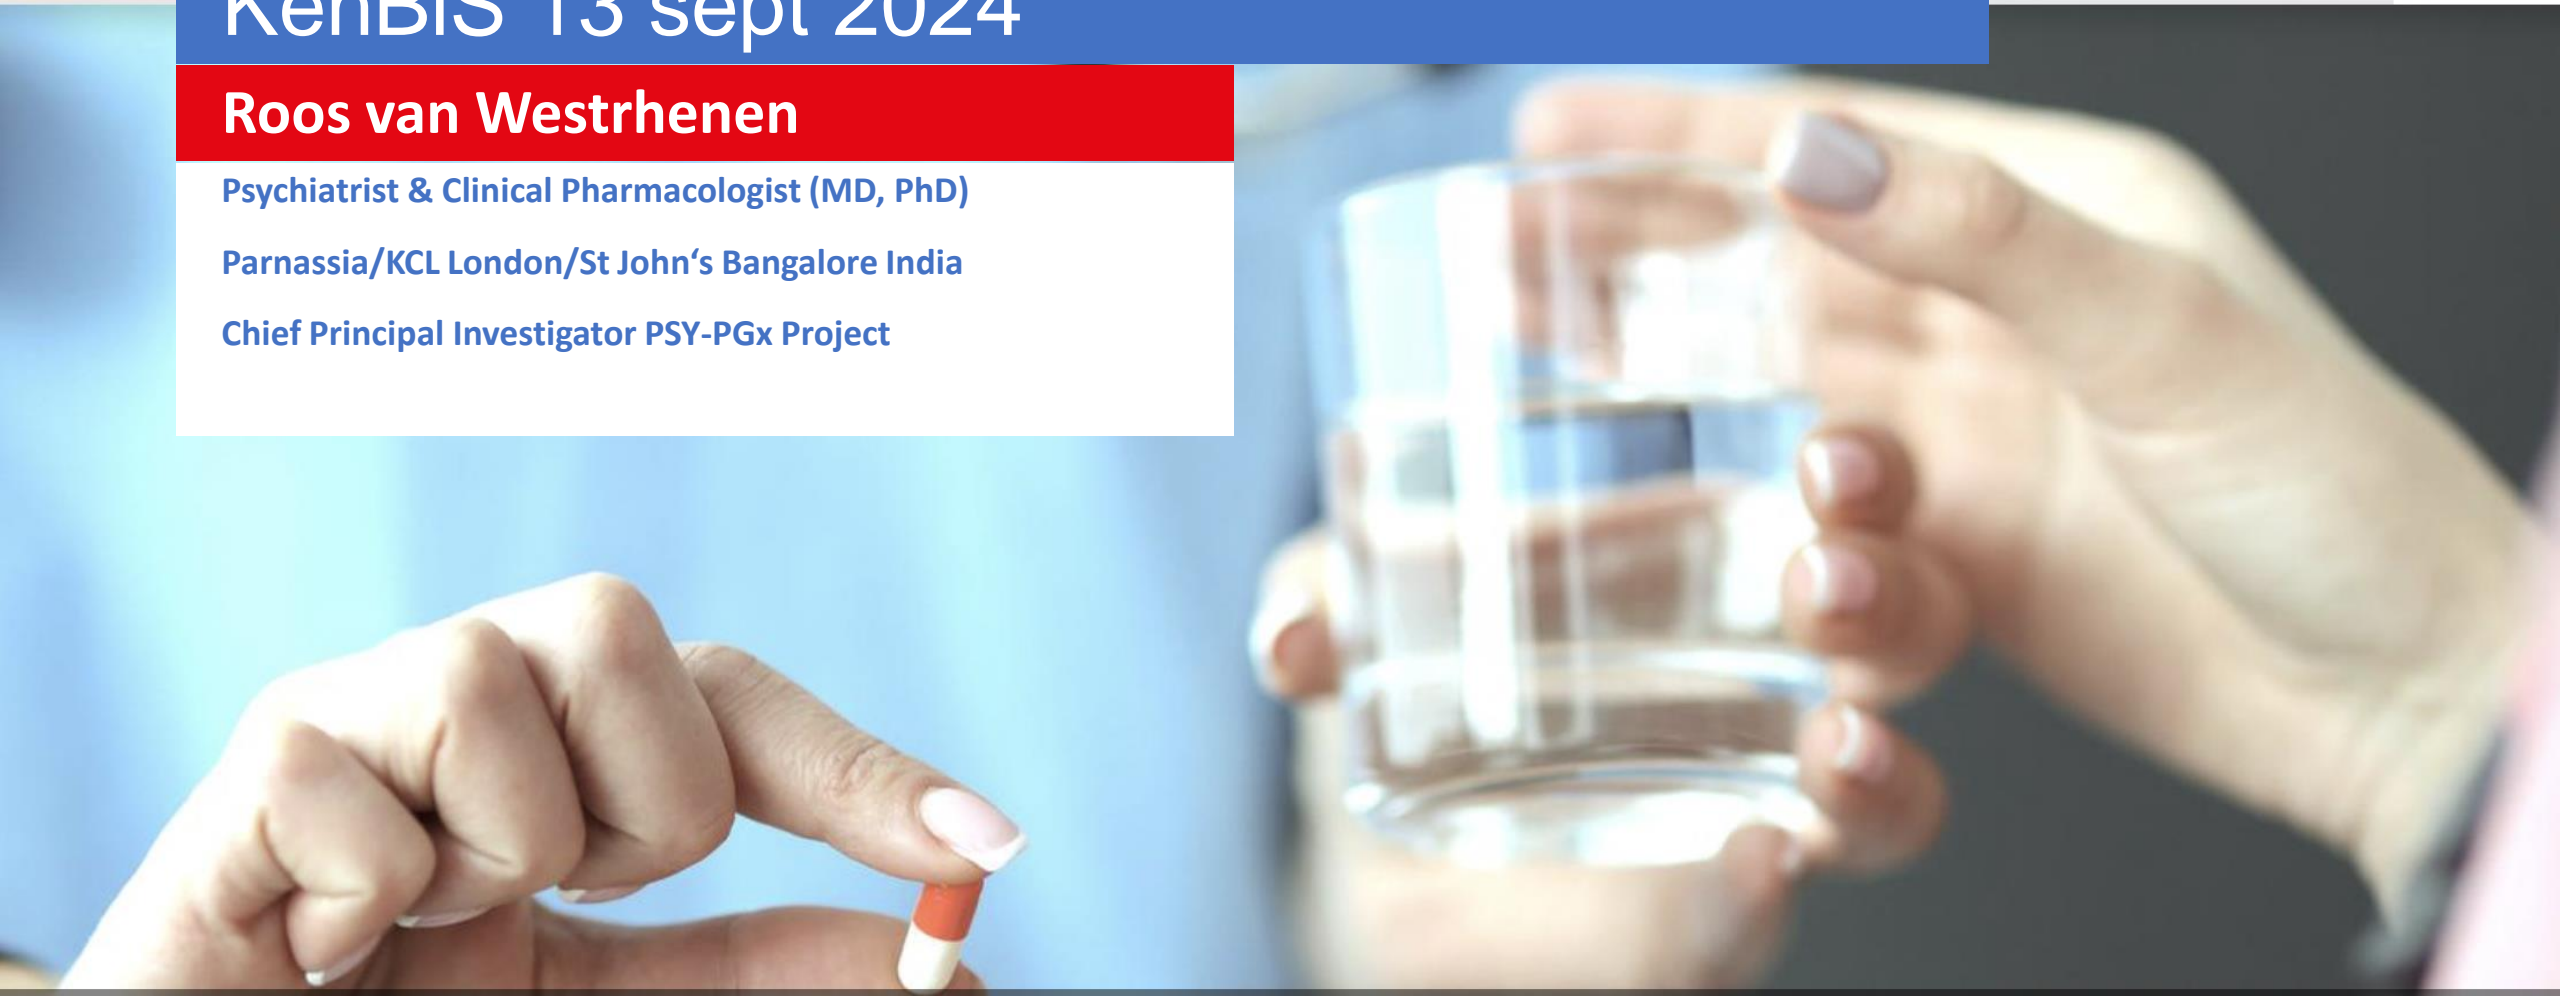 KenBiS 13 sept 2024
Roos van Westrhenen
Psychiatrist & Clinical Pharmacologist (MD, PhD)
Parnassia/KCL London/St John‘s Bangalore India
Chief Principal Investigator PSY-PGx Project